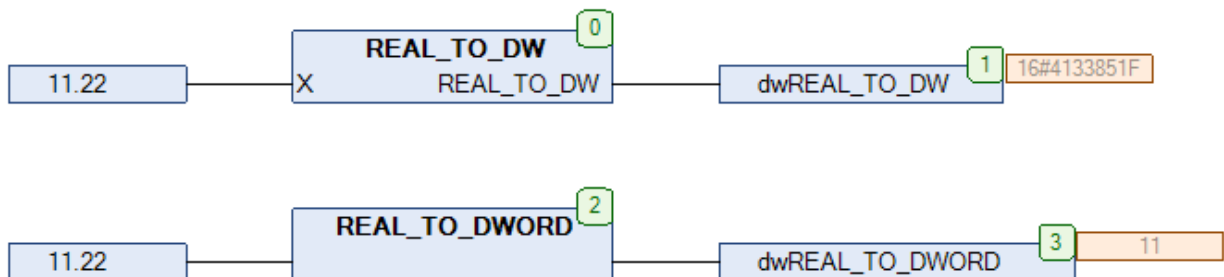 0
REAL_TO_DW
11.22 X REAL_TO_DW dwREAL_TO_DW 1 16#4133851F
2
REAL_TO_DWORD
11.22 dwREAL_TO_DWORD 3 11